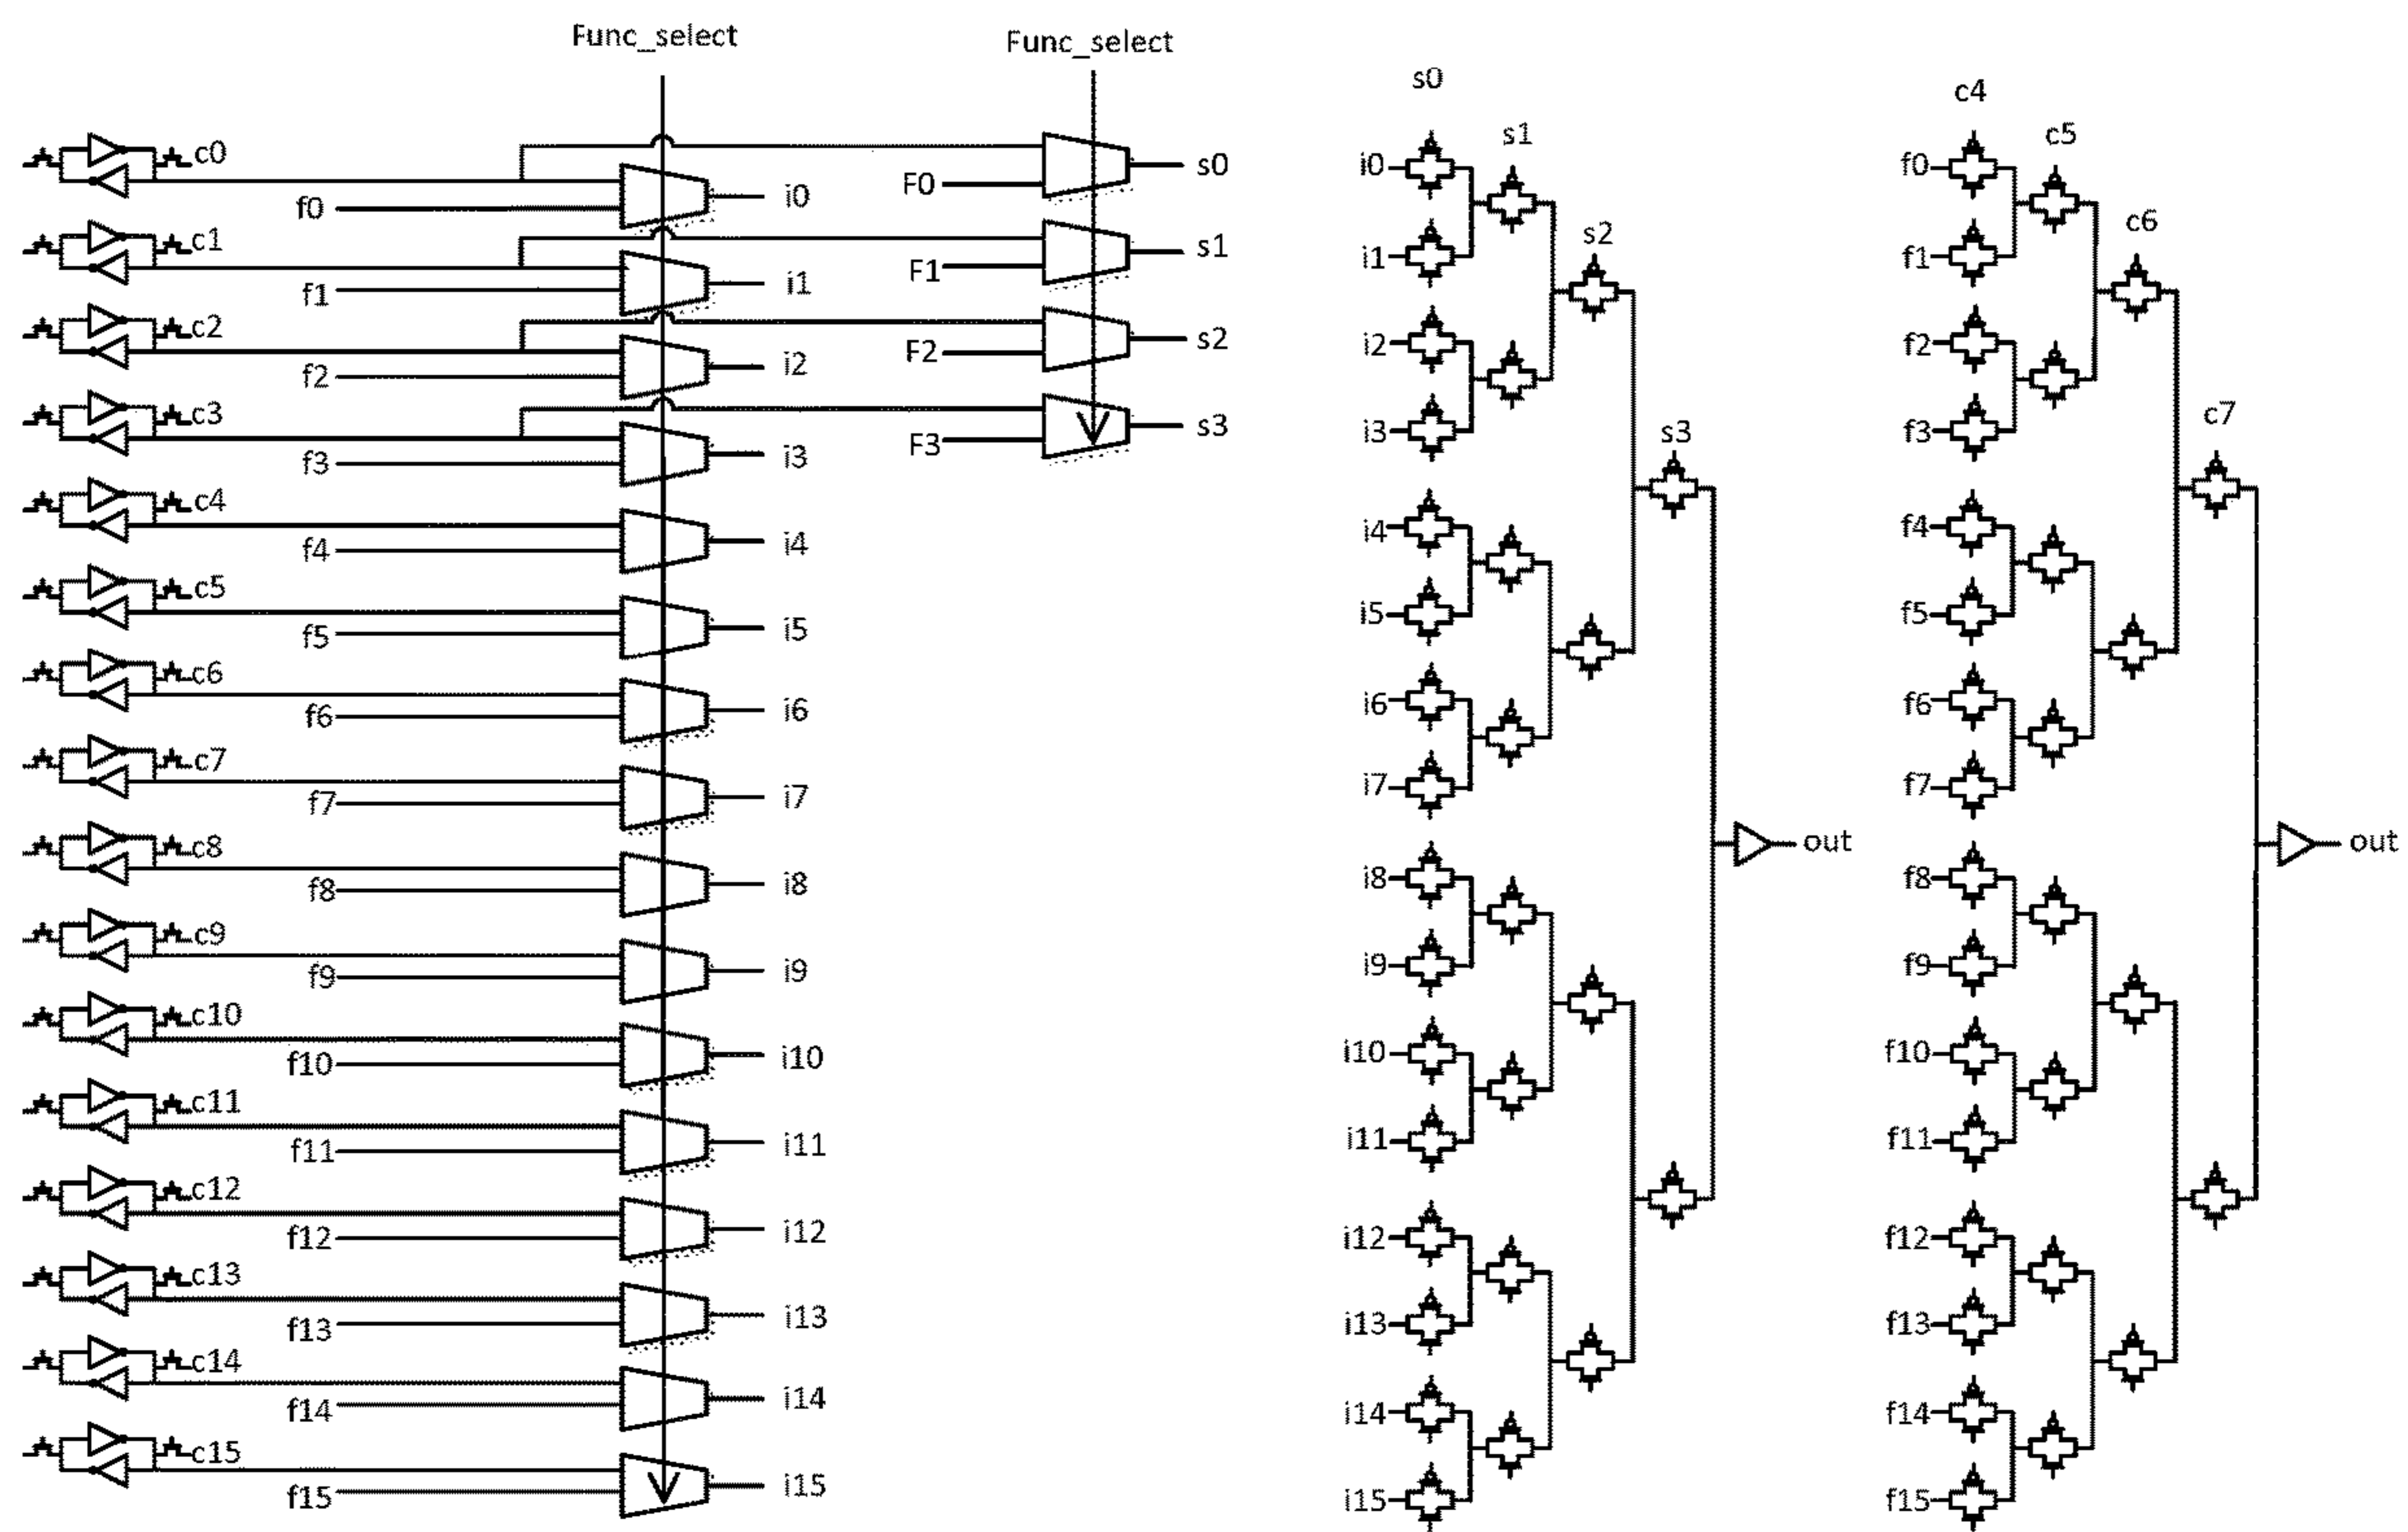 Func_select
Func_select
c0
f0
i0
F0
s0
c1
f1
i1
F1
s1
c2
f2
i2
F2
s2
c3
f3
i3
F3
s3
c4
f4
i4
c5
f5
i5
c6
f6
i6
c7
f7
i7
c8
f8
i8
c9
f9
i9
c10
f10
i10
c11
f11
i11
c12
f12
i12
c13
f13
i13
c14
f14
i14
c15
f15
i15
s0
s1
s2
s3
i0
i1
i2
i3
i4
i5
i6
i7
i8
i9
i10
i11
i12
i13
i14
i15
out
c4
c5
c6
c7
f0
f1
f2
f3
f4
f5
f6
f7
f8
f9
f10
f11
f12
f13
f14
f15
out